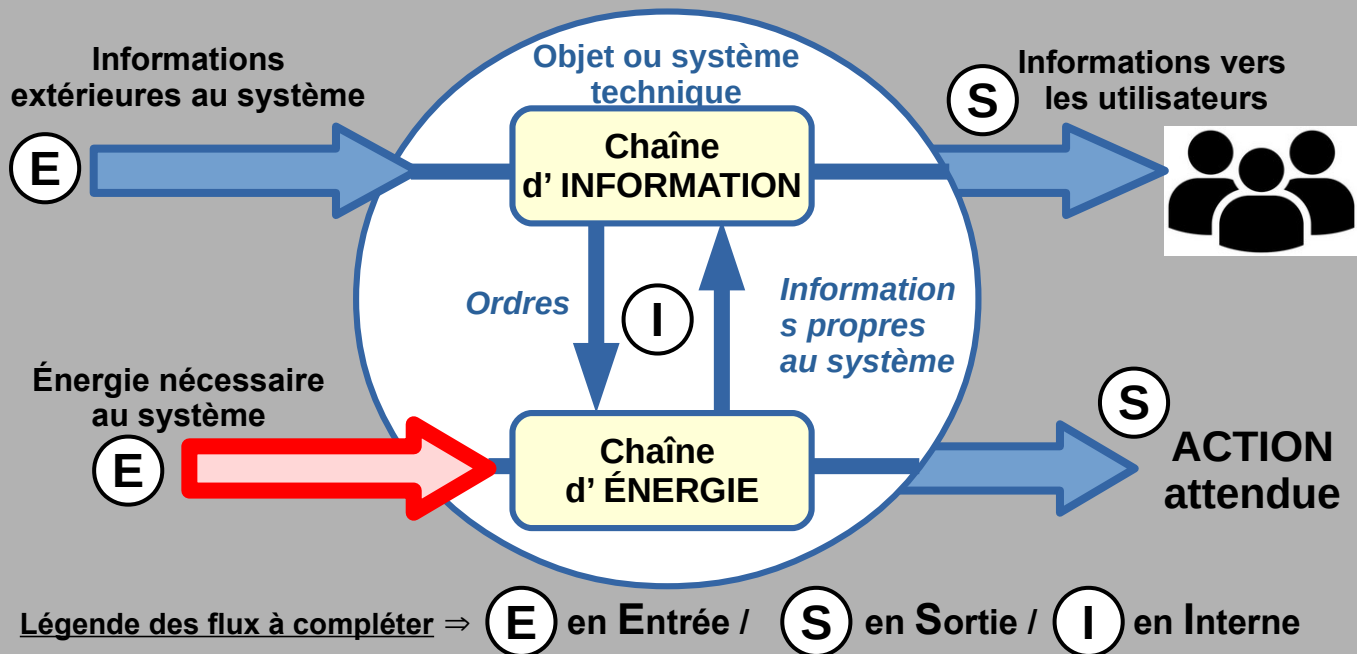 Informations
extérieures au système
E
Objet ou système
technique
S
Informations vers
les utilisateurs
Chaîne
d’ INFORMATION
Ordres
I
Information
s propres
au système
Énergie nécessaire
au système
E
Chaîne
d’ ÉNERGIE
S
ACTION
attendue
Légende des flux à compléter ⇒ E en Entrée / S en Sortie / I en Interne